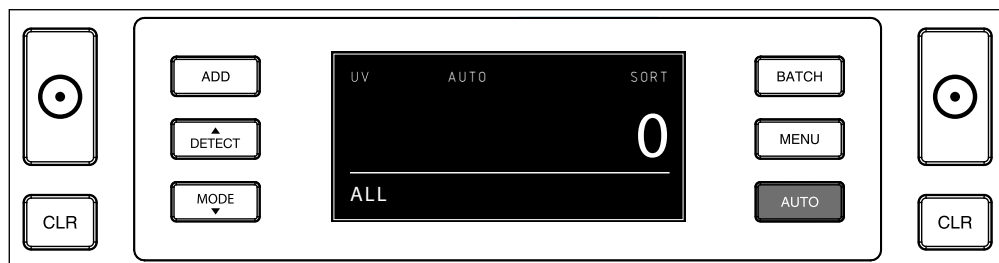 ADD
DETECT
MODE
CLR
UV AUTO SORT
0
ALL
BATCH
MENU
AUTO
CLR